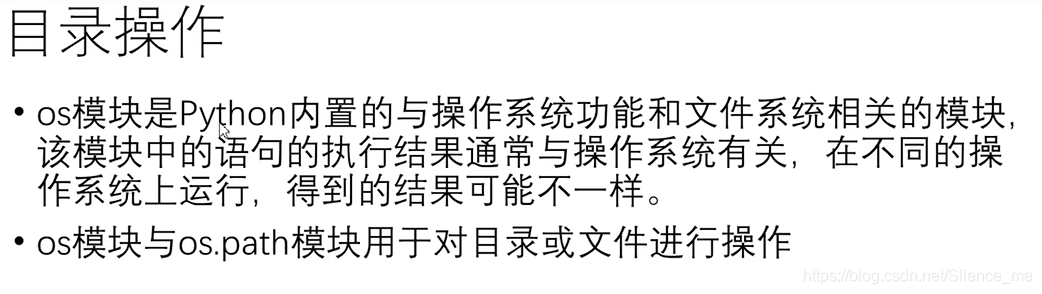 目录操作
• os模块是Python内置的与操作系统功能和文件系统相关的模块,
该模块中的语句的执行结果通常与操作系统有关，在不同的操
作系统上运行，得到的结果可能不一样。
• os模块与os.path模块用于对目录或文件进行操作
https://blog.csdn.net/Slience_me